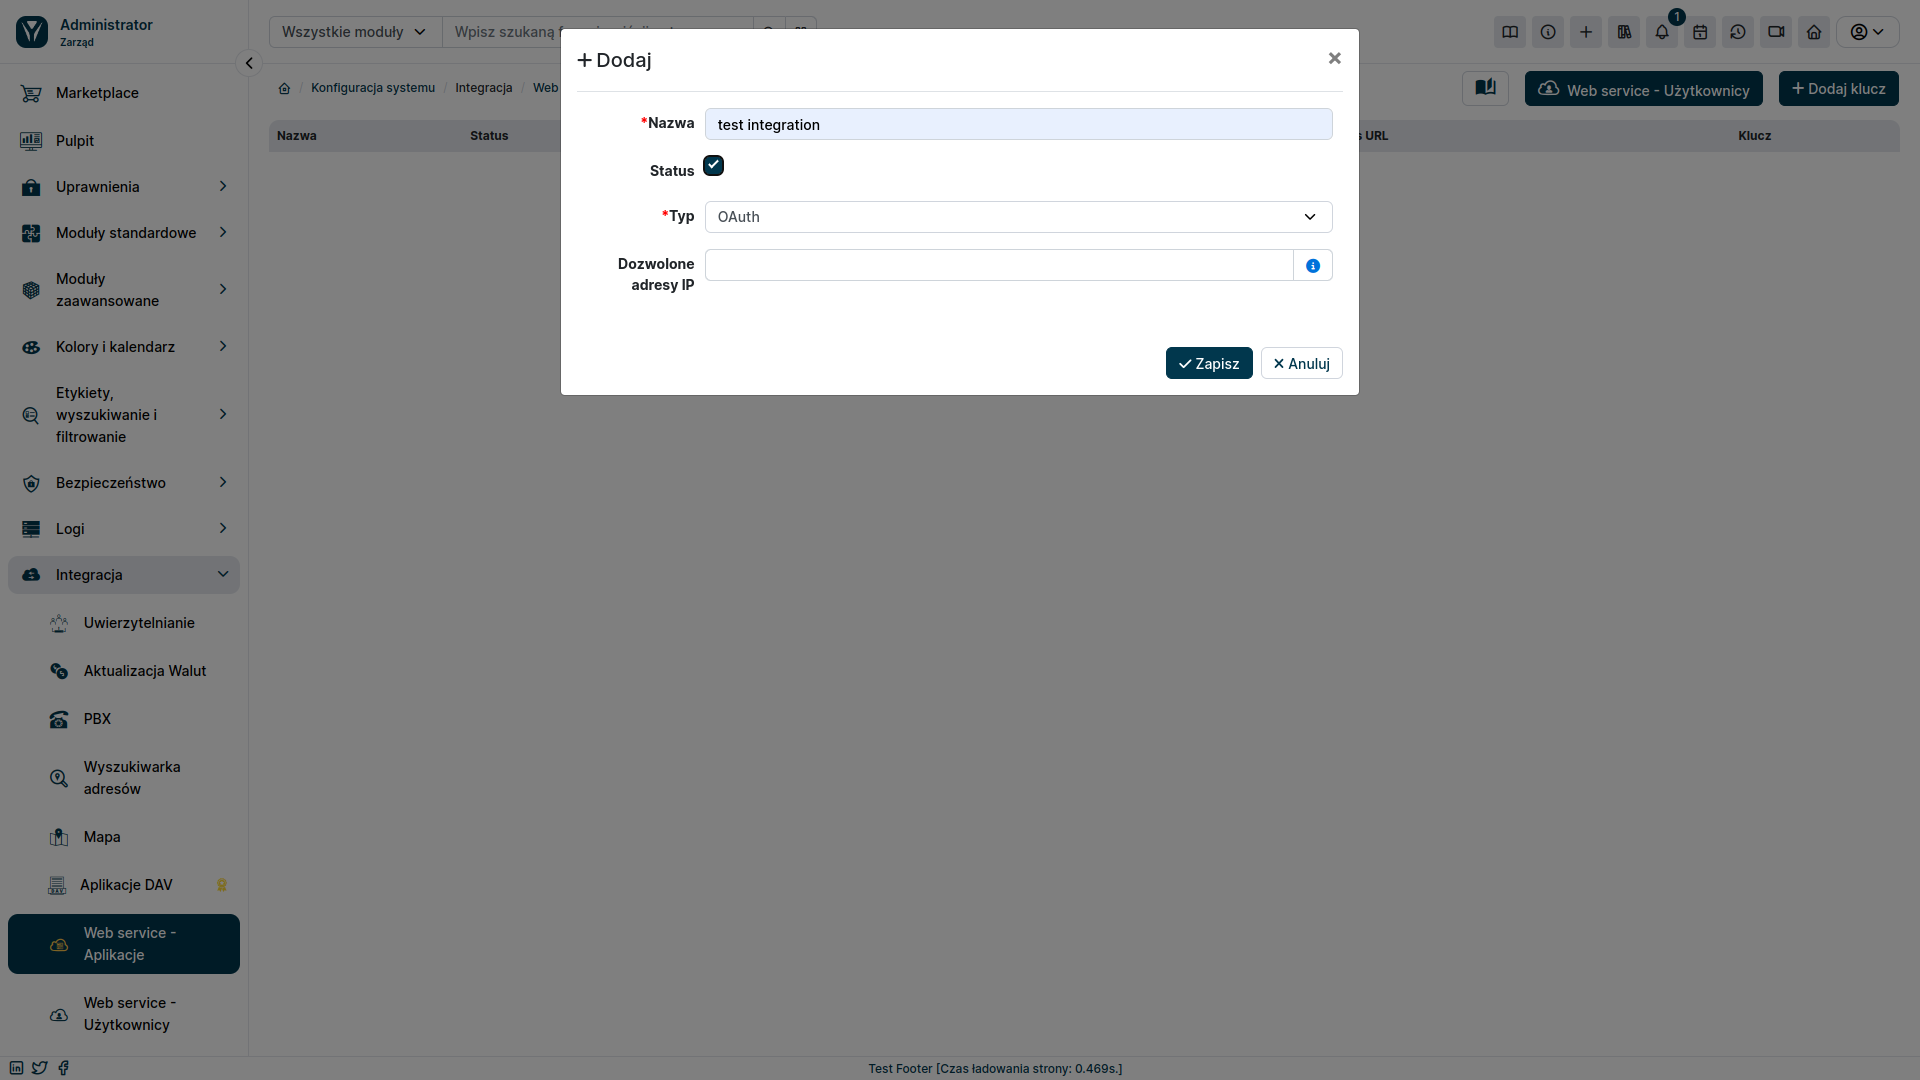 Administrator
Zarząd
Wszystkie moduły
Wpisz szukaną
1
Marketplace
Pulpit
Uprawnienia
Moduły standardowe
Moduły
zaawansowane
Kolory i kalendarz
Etykiety,
wyszukiwanie i
filtrowanie
Bezpieczeństwo
Logi
Integracja
Uwierzytelnianie
Aktualizacja Walut
PBX
Wyszukiwarka
adresów
Mapa
Aplikacje DAV
Web service -
Aplikacje
Web service -
Użytkownicy
/ Konfiguracja systemu / Integracja / Web
Web service - Użytkownicy
Dodaj klucz
Nazwa Status URL Klucz
Dodaj
×
*Nazwa test integration
Status
*Typ OAuth
Dozwolone
adresy IP
Zapisz Anuluj
Test Footer [Czas ładowania strony: 0.469s.]